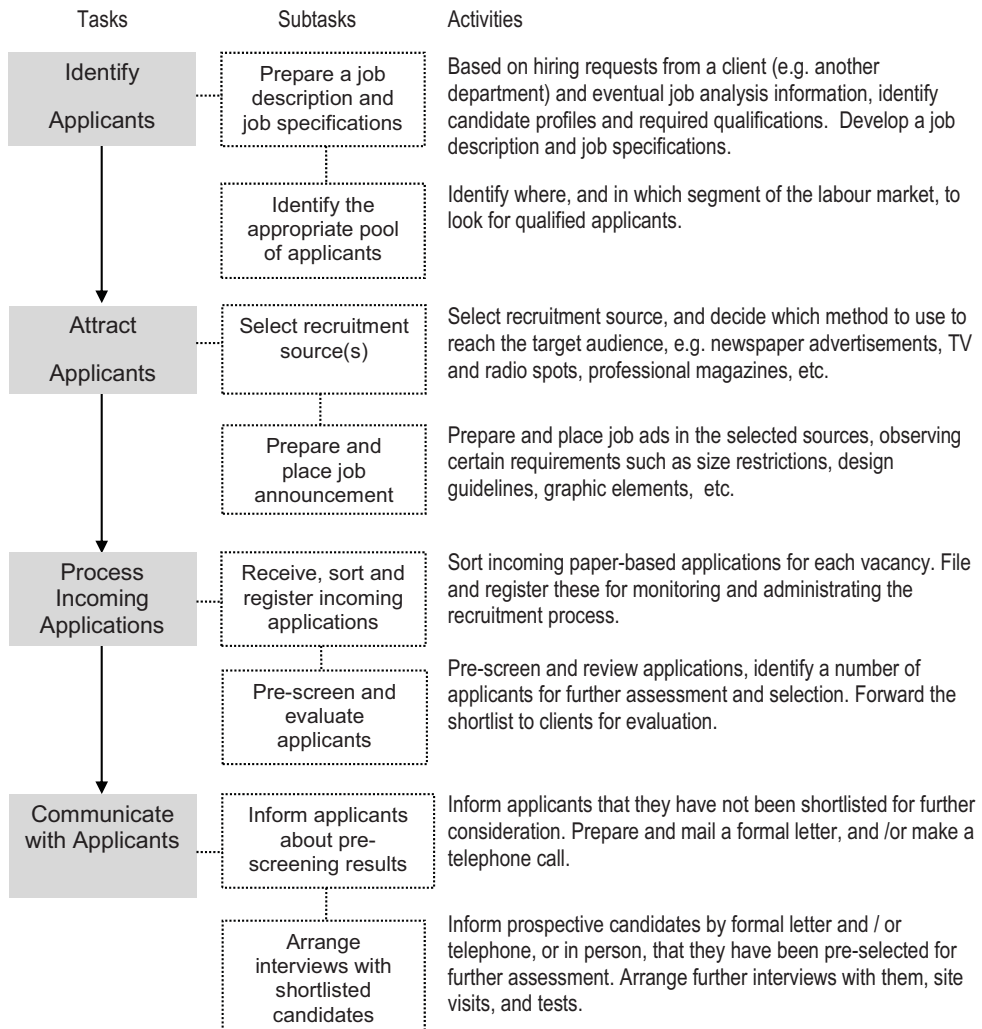 Tasks
Subtasks
Activities
Identify
Applicants
Prepare a job
description and
job specifications
Based on hiring requests from a client (e.g. another
department) and eventual job analysis information, identify
candidate profiles and required qualifications.  Develop a job
description and job specifications.
Identify the
appropriate pool
of applicants
Identify where, and in which segment of the labour market, to
look for qualified applicants.
Attract
Applicants
Select recruitment
source(s)
Select recruitment source, and decide which method to use to
reach the target audience, e.g. newspaper advertisements, TV
and radio spots, professional magazines, etc.
Prepare and
place job
announcement
Prepare and place job ads in the selected sources, observing
certain requirements such as size restrictions, design
guidelines, graphic elements,  etc.
Process
Incoming
Applications
Receive, sort and
register incoming
applications
Sort incoming paper-based applications for each vacancy. File
and register these for monitoring and administrating the
recruitment process.
Pre-screen and
evaluate
applicants
Pre-screen and review applications, identify a number of
applicants for further assessment and selection. Forward the
shortlist to clients for evaluation.
Communicate
with Applicants
Inform applicants
about pre-
screening results
Inform applicants that they have not been shortlisted for further
consideration. Prepare and mail a formal letter, and /or make a
telephone call.
Arrange
interviews with
shortlisted
candidates
Inform prospective candidates by formal letter and / or
telephone, or in person, that they have been pre-selected for
further assessment. Arrange further interviews with them, site
visits, and tests.